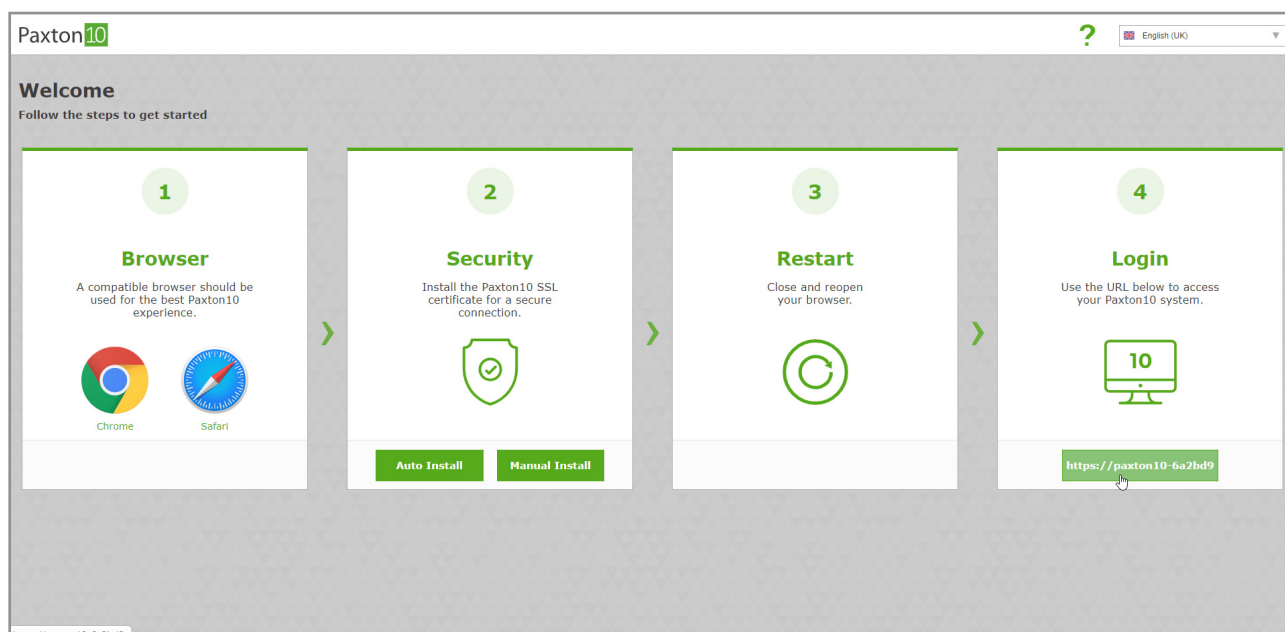 Paxton10
?
English (UK)
Welcome
Follow the steps to get started
1
Browser
A compatible browser should be
used for the best Paxton10
experience.
Chrome
Safari
2
Security
Install the Paxton10 SSL
certificate for a secure
connection.
Auto Install
Manual Install
3
Restart
Close and reopen
your browser.
4
Login
Use the URL below to access
your Paxton10 system.
10
https://paxton10-6a2bd9